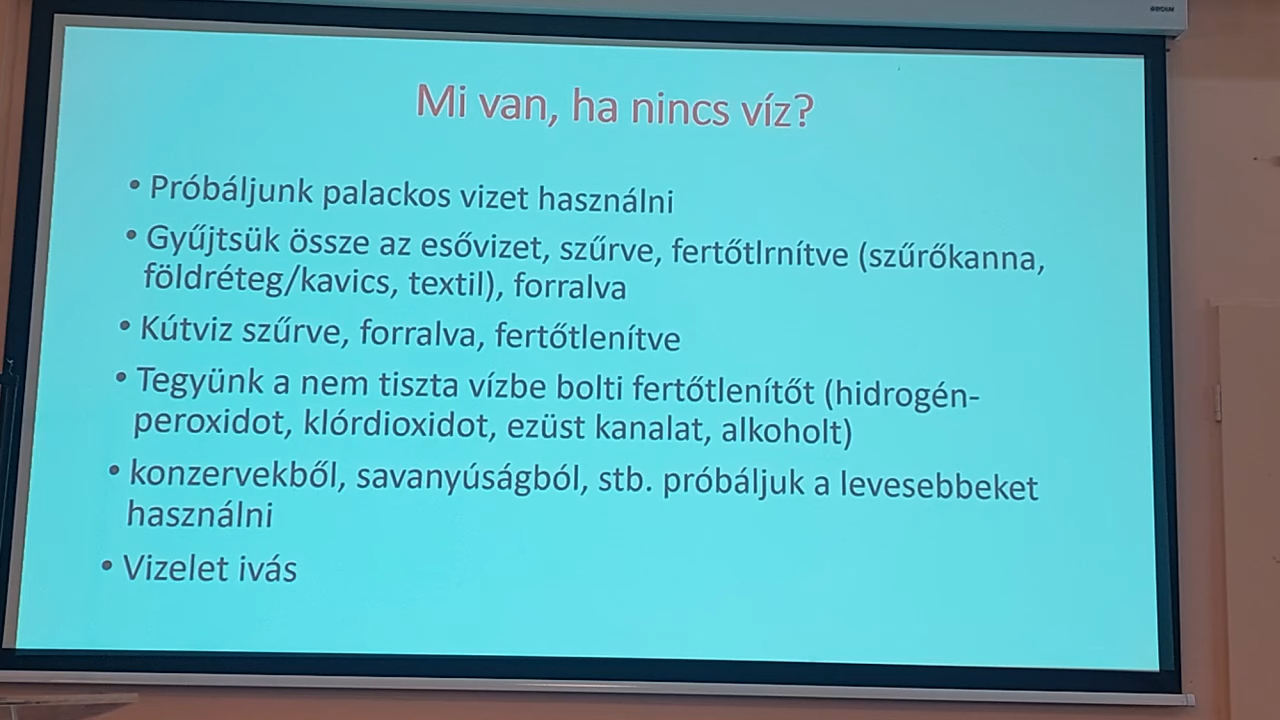 Mi van, ha nincs víz?
• Próbáljunk palackos vizet használni
• Gyűjtsük össze az esővizet, szűrve, fertőtlrnítve (szűrőkanna,
földréteg/kavics, textil), forralva
• Kútviz szűrve, forralva, fertőtlenítve
• Tegyünk a nem tiszta vízbe bolti fertőtlenítőt (hidrogén-
peroxidot, klórdioxidot, ezüst kanalat, alkoholt)
• konzervekből, savanyúságból, stb. próbáljuk a levesebbeket
használni
• Vizelet ivás